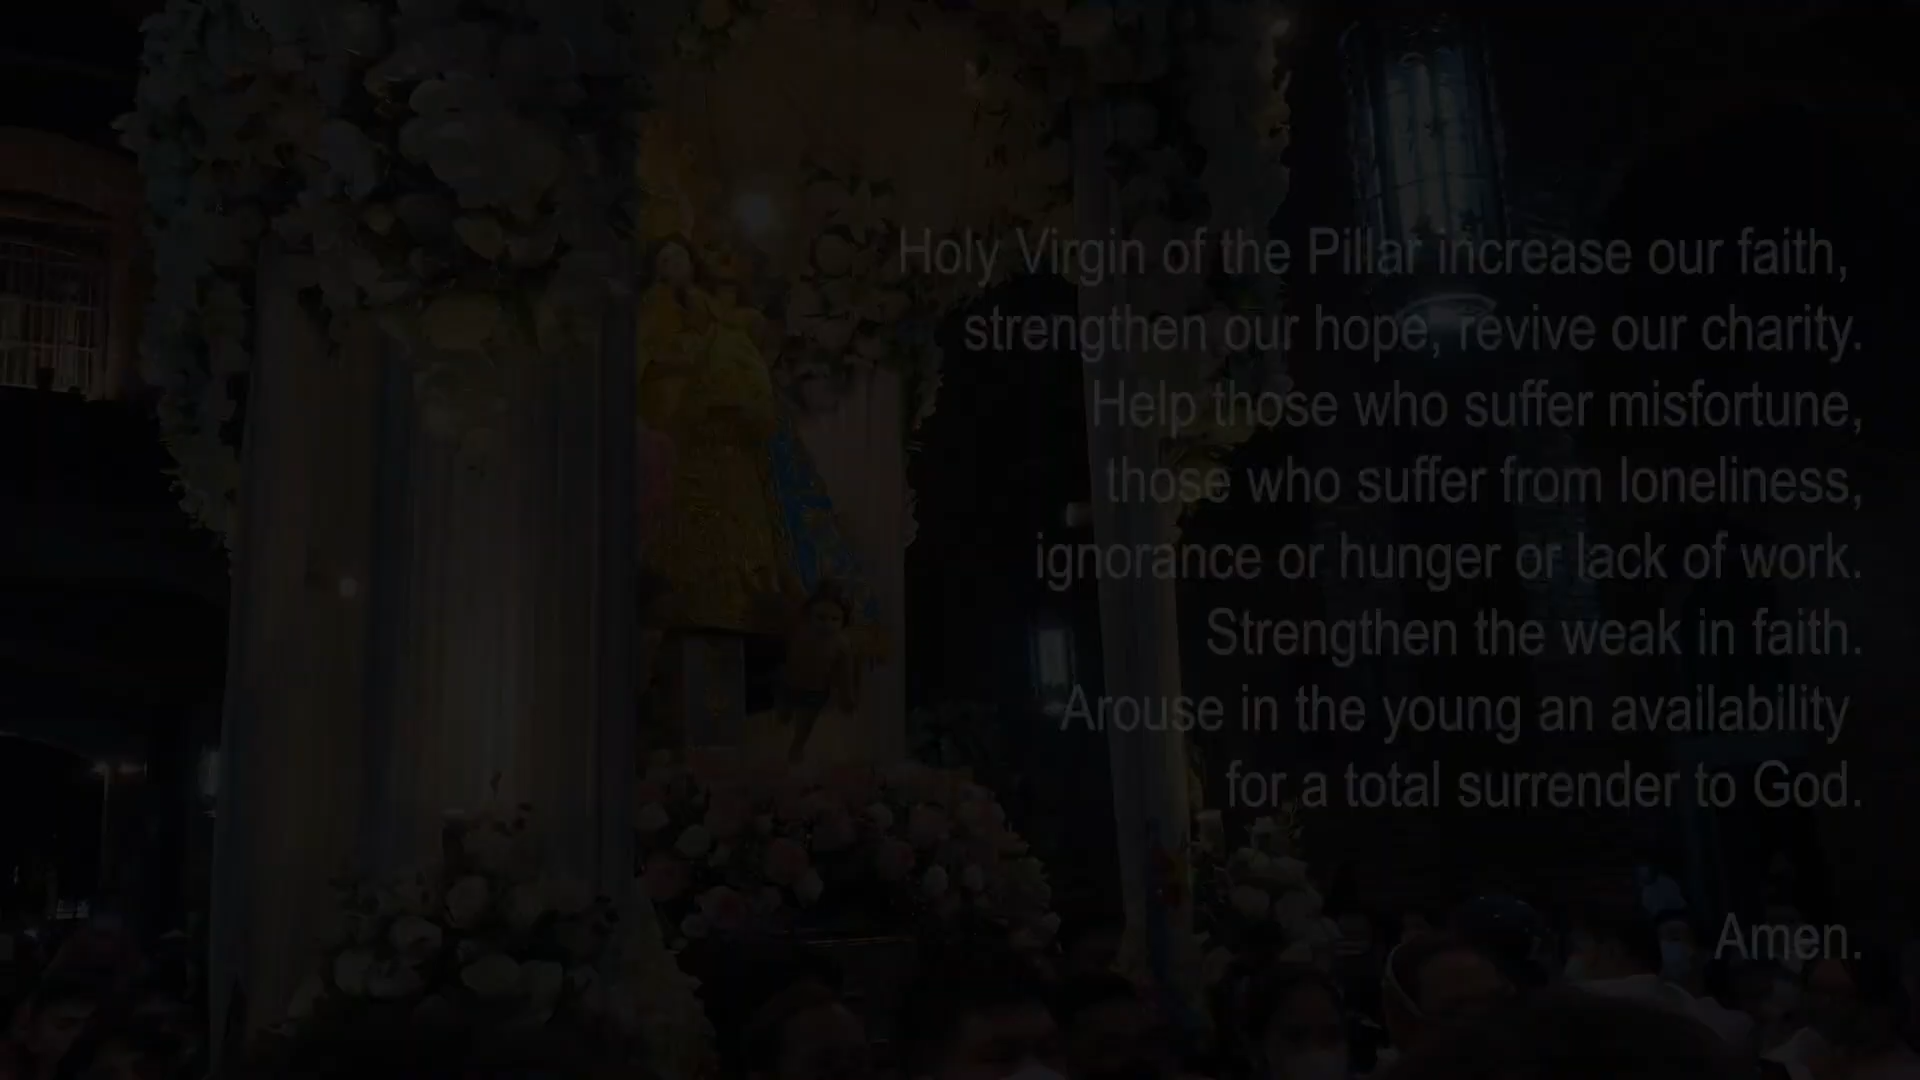 Holy Virgin of the Pillar increase our faith,
strengthen our hope, revive our charity.
Help those who suffer misfortune,
those who suffer from loneliness,
ignorance or hunger or lack of work.
Strengthen the weak in faith.
Arouse in the young an availability
for a total surrender to God.
Amen.